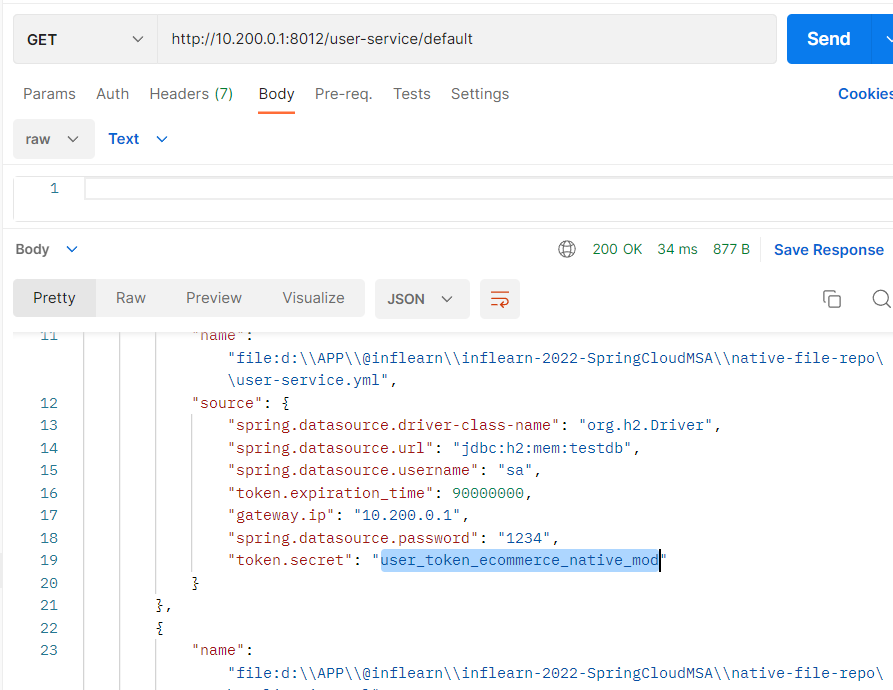 GET http://10.200.0.1:8012/user-service/default Send
Params Auth Headers (7) Body Pre-req. Tests Settings Cookies
raw Text
1
Body 200 OK 34 ms 877 B Save Response
Pretty Raw Preview Visualize JSON
11 "name":
"file:d:\\APP\\@inflearn\\inflearn-2022-SpringCloudMSA\\native-file-repo\
\user-service.yml",
12 "source": {
13 "spring.datasource.driver-class-name": "org.h2.Driver",
14 "spring.datasource.url": "jdbc:h2:mem:testdb",
15 "spring.datasource.username": "sa",
16 "token.expiration_time": 90000000,
17 "gateway.ip": "10.200.0.1",
18 "spring.datasource.password": "1234",
19 "token.secret": "user_token_ecommerce_native_mod"
20 }
21 },
22 {
23 "name":
"file:d:\\APP\\@inflearn\\inflearn-2022-SpringCloudMSA\\native-file-repo\